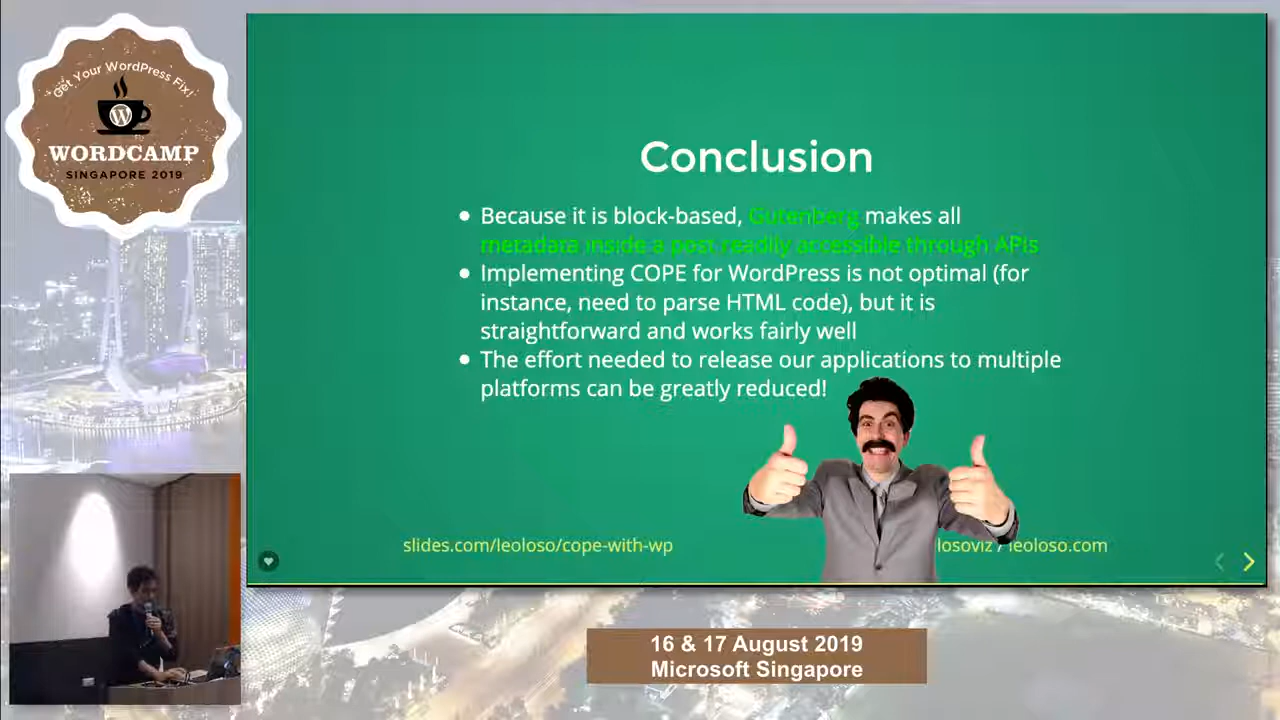 Get Your WordPress Fix!
WORDCAMP
SINGAPORE 2019
Conclusion
Because it is block-based, Gutenberg makes all
metadata inside a post readily accessible through APIs
Implementing COPE for WordPress is not optimal (for
instance, need to parse HTML code), but it is
straightforward and works fairly well
The effort needed to release our applications to multiple
platforms can be greatly reduced!
slides.com/leoloso/cope-with-wp
losoviz / leoloso.com
16 & 17 August 2019
Microsoft Singapore